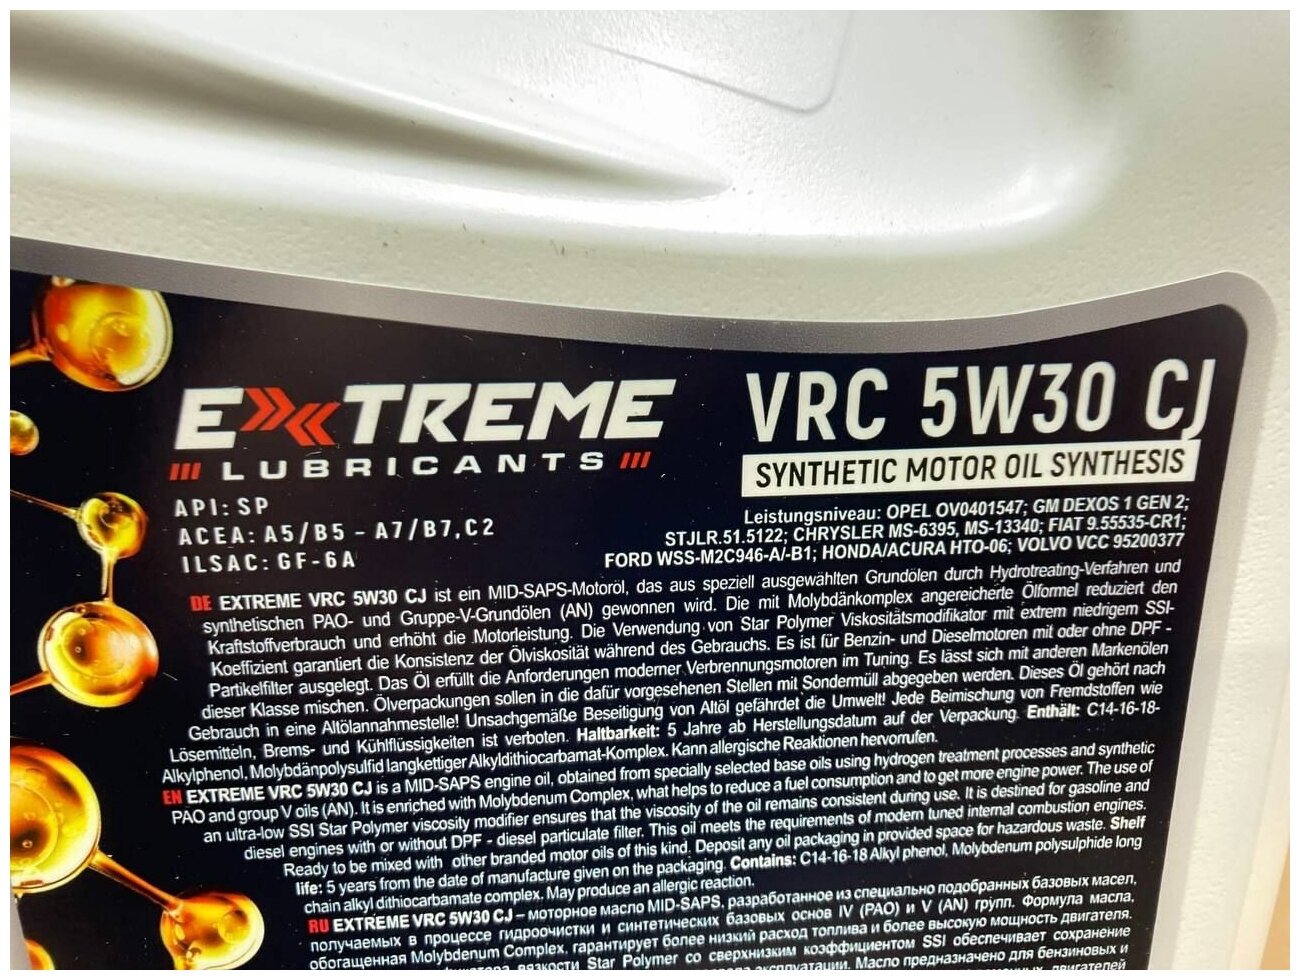 EXTREME
LUBRICANTS
VRC 5W30 CJ
SYNTHETIC MOTOR OIL SYNTHESIS
API: SP
ACEA: A5/B5 - A7/B7, C2
ILSAC: GF-6A
Leistungsniveau: OPEL OV0401547; GM DEXOS 1 GEN 2;
STJLR.51.5122; CHRYSLER MS-6395, MS-13340; FIAT 9.55535-CR1;
FORD WSS-M2C946-A/-B1; HONDA/ACURA HTO-06; VOLVO VCC 95200377
DE EXTREME VRC 5W30 CJ ist ein MID-SAPS-Motoröl, das aus speziell ausgewählten Grundölen durch Hydrotreating-Verfahren und
synthetischen PAO- und Gruppe-V-Grundölen (AN) gewonnen wird. Die mit Molybdänkomplex angereicherte Ölformel reduziert den
Kraftstoffverbrauch und erhöht die Motorleistung. Die Verwendung von Star Polymer Viskositätsmodifikator mit extrem niedrigem SSI-
Koeffizient garantiert die Konsistenz der Ölviskosität während des Gebrauchs. Es ist für Benzin- und Dieselmotoren mit oder ohne DPF -
Partikelfilter ausgelegt. Das Öl erfüllt die Anforderungen moderner Verbrennungsmotoren im Tuning. Es lässt sich mit anderen Markenölen
dieser Klasse mischen. Ölverpackungen sollen in die dafür vorgesehenen Stellen mit Sondermüll abgegeben werden. Dieses Öl gehört nach
Gebrauch in eine Altölannahmestelle! Unsachgemäße Beseitigung von Altöl gefährdet die Umwelt! Jede Beimischung von Fremdstoffen wie
Lösemitteln, Brems- und Kühlflüssigkeiten ist verboten. Haltbarkeit: 5 Jahre ab Herstellungsdatum auf der Verpackung. Enthält: C14-16-18-
Alkylphenol, Molybdänpolysulfid langkettiger Alkyldithiocarbamat-Komplex. Kann allergische Reaktionen hervorrufen.
EN EXTREME VRC 5W30 CJ is a MID-SAPS engine oil, obtained from specially selected base oils using hydrogen treatment processes and synthetic
PAO and group V oils (AN). It is enriched with Molybdenum Complex, what helps to reduce a fuel consumption and to get more engine power. The use of
an ultra-low SSI Star Polymer viscosity modifier ensures that the viscosity of the oil remains consistent during use. It is destined for gasoline and
diesel engines with or without DPF - diesel particulate filter. This oil meets the requirements of modern tuned internal combustion engines.
Ready to be mixed with other branded motor oils of this kind. Deposit any oil packaging in provided space for hazardous waste. Shelf
life: 5 years from the date of manufacture given on the packaging. Contains: C14-16-18 Alkyl phenol, Molybdenum polysulphide long
chain alkyl dithiocarbamate complex. May produce an allergic reaction.
RU EXTREME VRC 5W30 CJ – моторное масло MID-SAPS, разработанное из специально подобранных базовых масел,
получаемых в процессе гидроочистки и синтетических базовых основ IV (PAO) и V (AN) групп. Формула масла,
обогащенная Molybdenum Complex, гарантирует более низкий расход топлива и более высокую мощность двигателя.
вязкости Star Polymer со сверхнизким коэффициентом SSI обеспечивает сохранение
эксплуатации. Масло предназначено для бензиновых и
двигателей